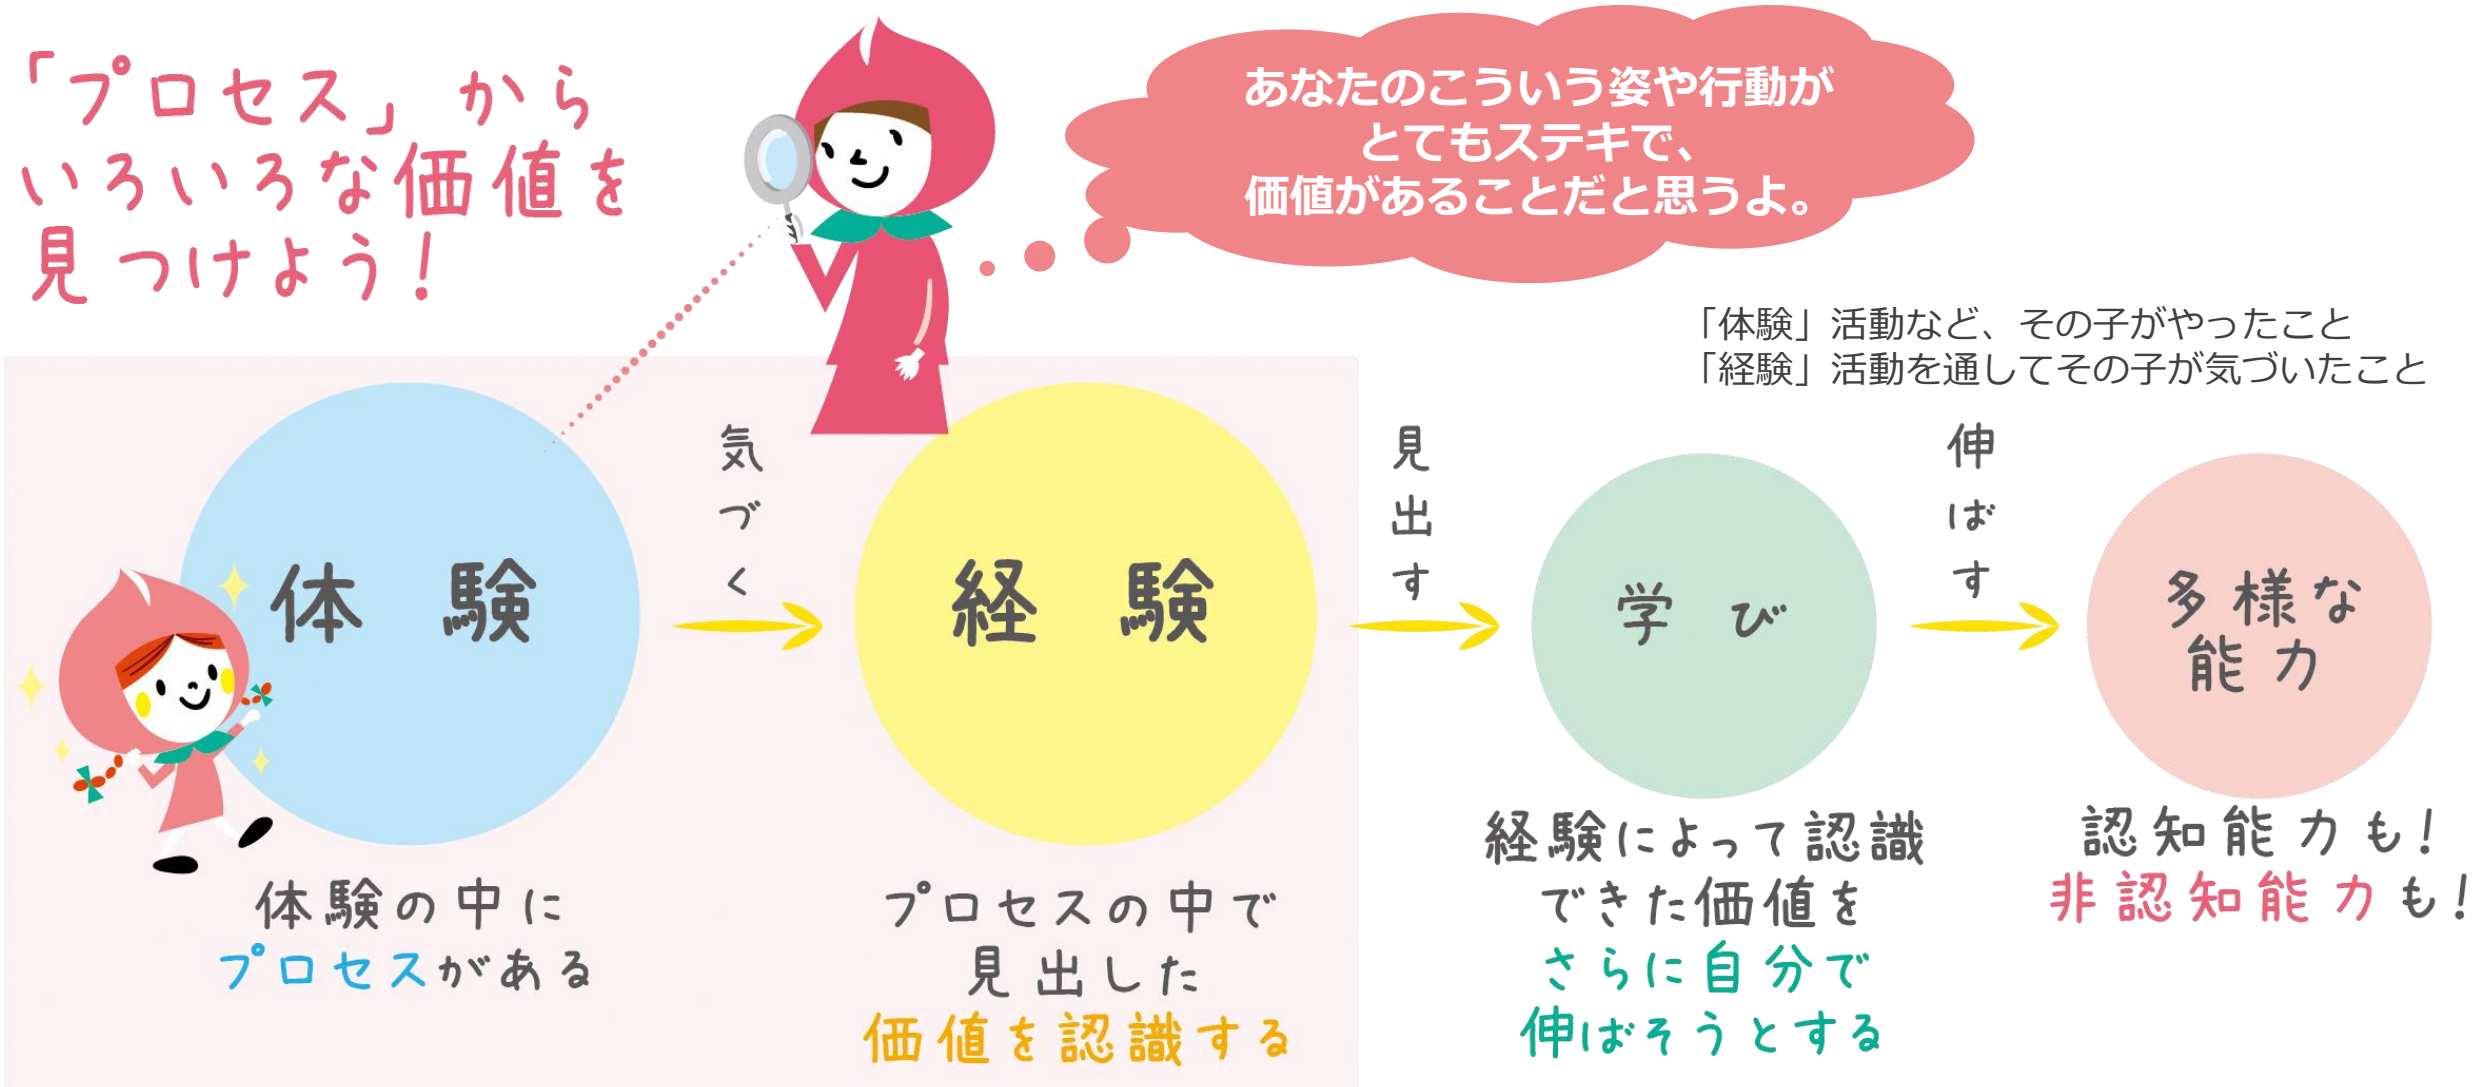 「プロセス」から
いろいろな価値を
見つけよう！
あなたのこういう姿や行動が
とてもステキで、
価値があることだと思うよ。
「体験」活動など、その子がやったこと
「経験」活動を通してその子が気づいたこと
体験
気づく
経験
見出す
学び
伸ばす
多様な
能力
体験の中に
プロセスがある
プロセスの中で
見出した
価値を認識する
経験によって認識
できた価値を
さらに自分で
伸ばそうとする
認知能力も！
非認知能力も！